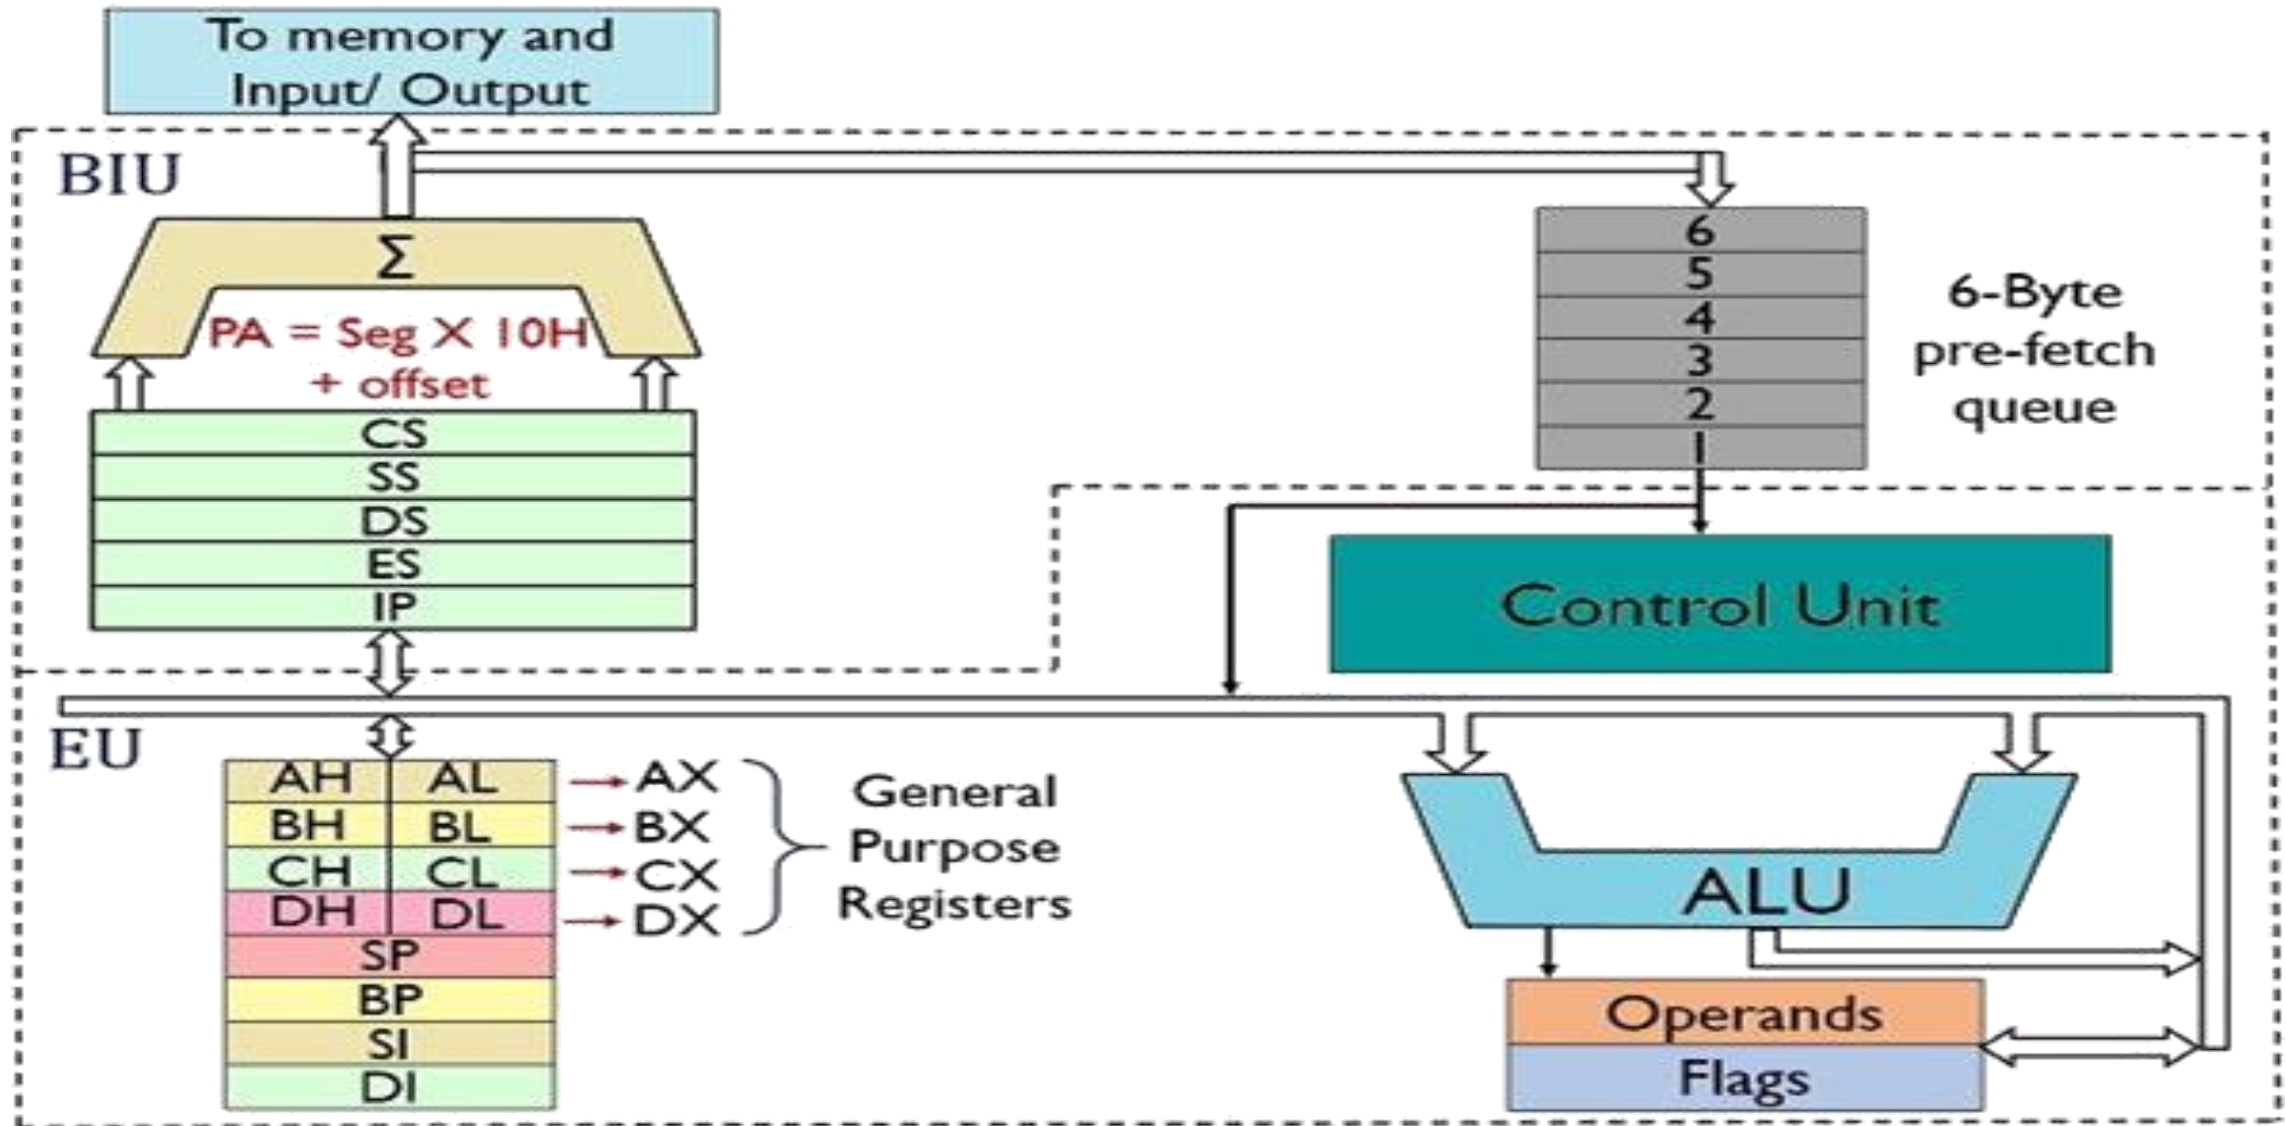 To memory and
Input/ Output
BIU
Σ
PA = Seg X 10H
+ offset
CS
SS
DS
ES
IP
6
5
4
3
2
1
6-Byte
pre-fetch
queue
Control Unit
EU
AH AL AX
BH BL BX
CH CL CX
DH DL DX
SP
BP
SI
DI
General
Purpose
Registers
ALU
Operands
Flags